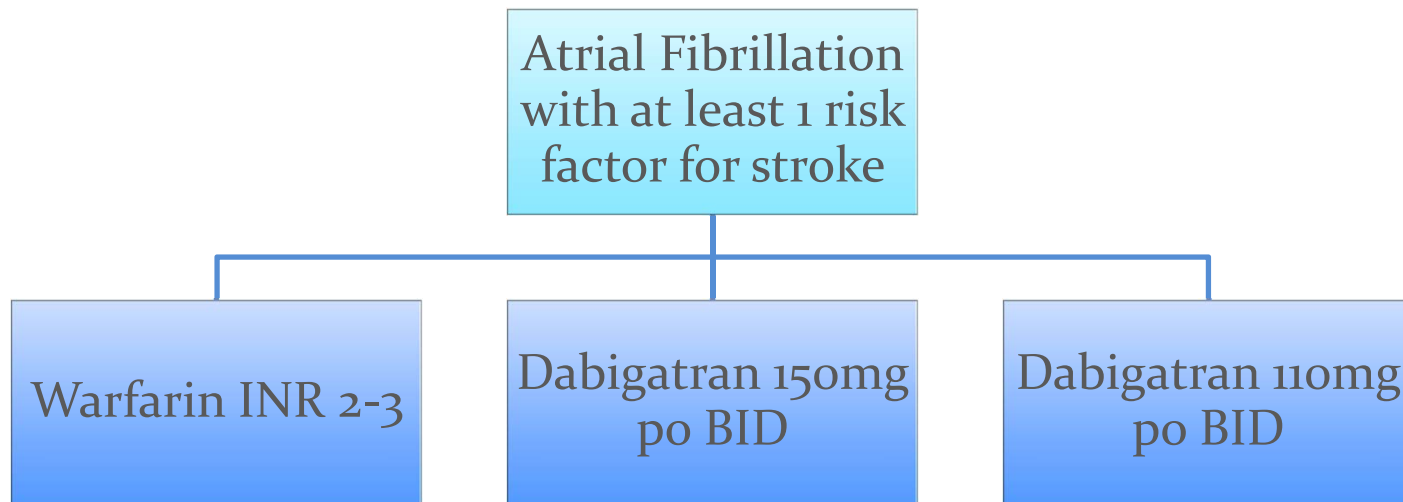 Atrial Fibrillation
with at least 1 risk
factor for stroke
Warfarin INR 2-3
Dabigatran 150mg
po BID
Dabigatran 110mg
po BID